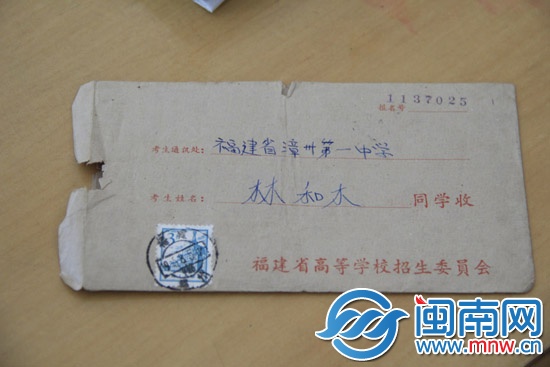 1137025
报名号
考生通讯处：福建省漳州第一中学
考生姓名：林和木 同学收
福建省高等学校招生委员会
闽南网
www.mnw.cn